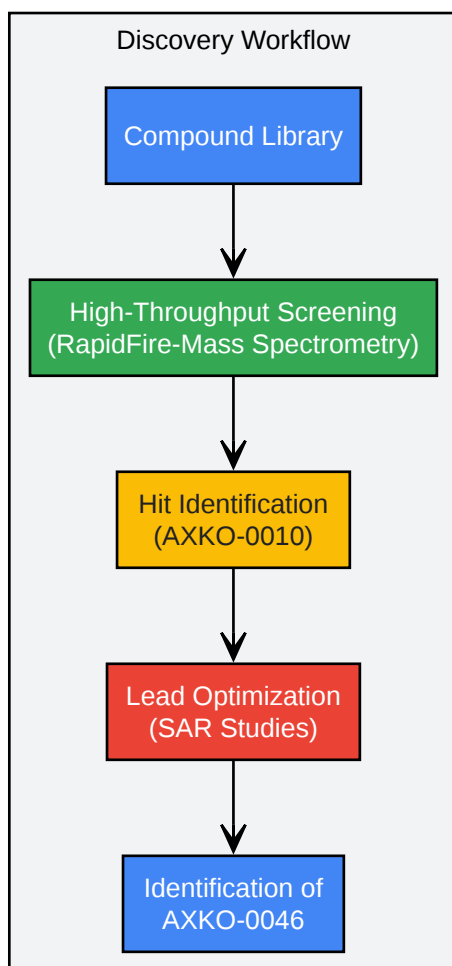 Discovery Workflow
Compound Library
High-Throughput Screening
(RapidFire-Mass Spectrometry)
Hit Identification
(AXKO-0010)
Lead Optimization
(SAR Studies)
Identification of
AXKO-0046